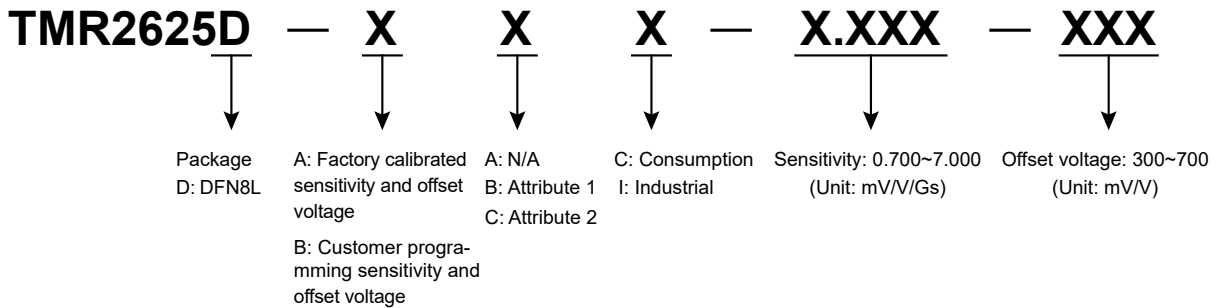 TMR2625D — X X X — X.XXX — XXX
Package
D: DFN8L
A: Factory calibrated
sensitivity and offset
voltage
B: Customer progra-
mming sensitivity and
offset voltage
A: N/A
B: Attribute 1
C: Attribute 2
C: Consumption
I: Industrial
Sensitivity: 0.700~7.000
(Unit: mV/V/Gs)
Offset voltage: 300~700
(Unit: mV/V)